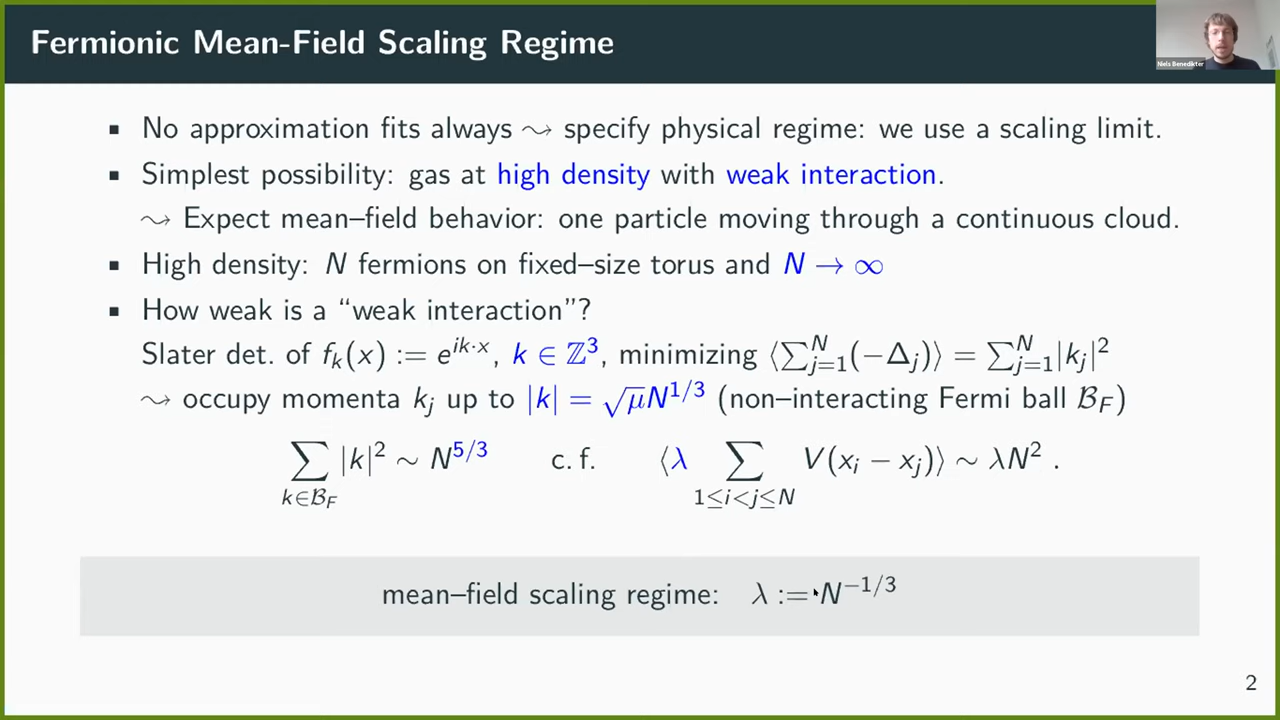 Fermionic Mean-Field Scaling Regime
Niels Benedikter
▪ No approximation fits always ⇝ specify physical regime: we use a scaling limit.
▪ Simplest possibility: gas at high density with weak interaction.
⇝ Expect mean–field behavior: one particle moving through a continuous cloud.
▪ High density: N fermions on fixed–size torus and N → ∞
▪ How weak is a “weak interaction”?
Slater det. of fₖ(x) := e^{ik·x}, k ∈ ℤ³, minimizing ⟨∑_{j=1}^{N}(−Δ_j)⟩ = ∑_{j=1}^{N}|k_j|²
⇝ occupy momenta k_j up to |k| = √μN^{1/3} (non–interacting Fermi ball 𝓑_F)
∑_{k∈𝓑_F} |k|² ∼ N^{5/3} c. f. ⟨λ ∑_{1≤i<j≤N} V(x_i − x_j)⟩ ∼ λN² .
mean–field scaling regime: λ := N^{−1/3}
2